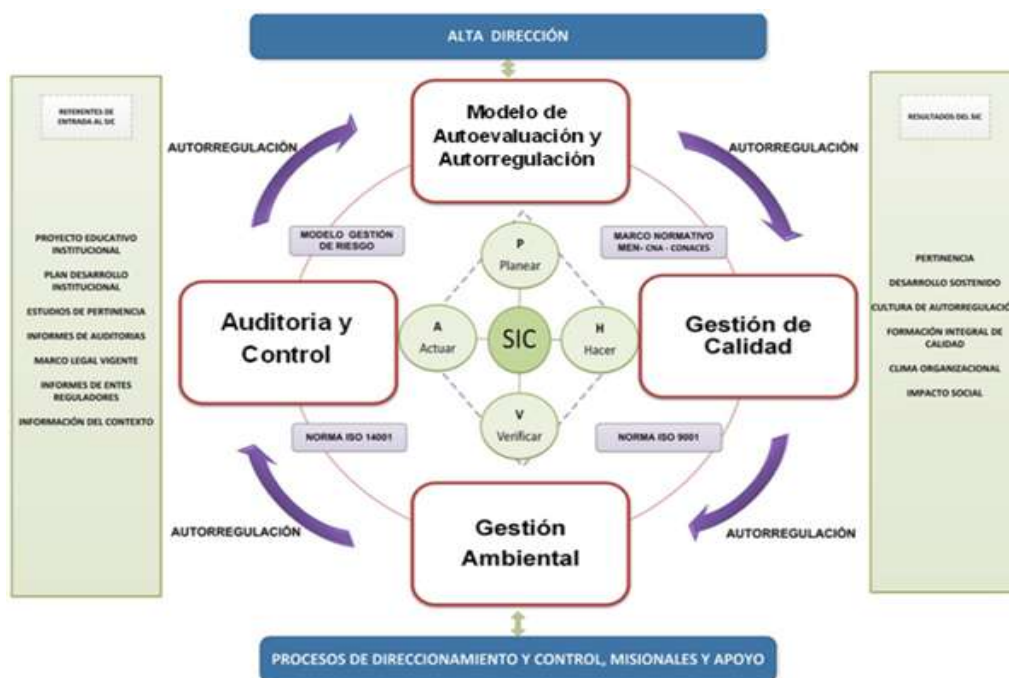 ALTA DIRECCIÓN
REFERENTES DE
ENTRADA AL SIC
PROYECTO EDUCATIVO
INSTITUCIONAL
PLAN DESARROLLO
INSTITUCIONAL
ESTUDIOS DE PERTINENCIA
INFORMES DE AUDITORIAS
MARCO LEGAL VIGENTE
INFORMES DE ENTES
REGULADORES
INFORMACIÓN DEL CONTEXTO
AUTORREGULACIÓN
Modelo de
Autoevaluación y
Autorregulación
AUTORREGULACIÓN
MODELO GESTIÓN
DE RIESGO
MARCO NORMATIVO
MEN- CNA - CONACES
P
Planear
Auditoria y
Control
A
Actuar
SIC
H
Hacer
Gestión de
Calidad
V
Verificar
NORMA ISO 14001
NORMA ISO 9001
AUTORREGULACIÓN
Gestión
Ambiental
AUTORREGULACIÓN
RESULTADOS DEL SIC
PERTINENCIA
DESARROLLO SOSTENIDO
CULTURA DE AUTORREGULACIÓ
FORMACIÓN INTEGRAL DE
CALIDAD
CLIMA ORGANIZACIONAL
IMPACTO SOCIAL
PROCESOS DE DIRECCIONAMIENTO Y CONTROL, MISIONALES Y APOYO